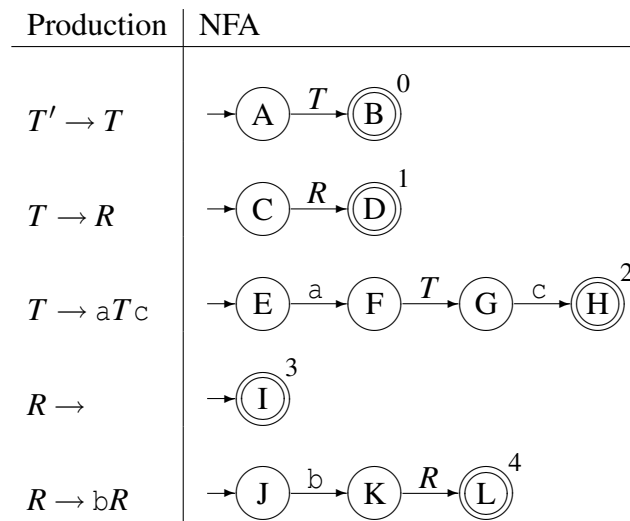 Production NFA
T′ → T A T B 0
T → R C R D 1
T → aTc E a F T G c H 2
R → I 3
R → bR J b K R L 4